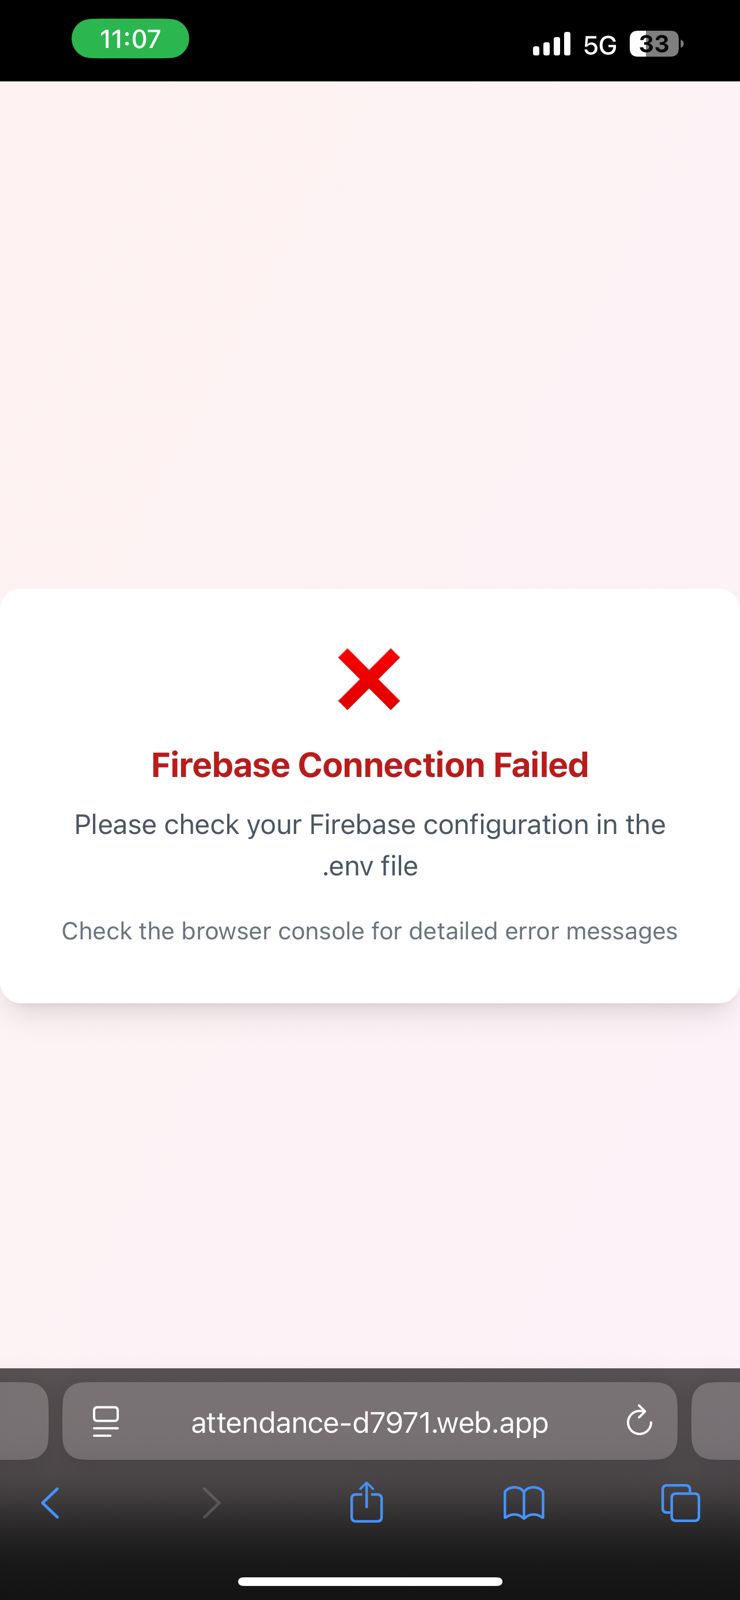 11:07
5G
33
Firebase Connection Failed
Please check your Firebase configuration in the
.env file
Check the browser console for detailed error messages
attendance-d7971.web.app